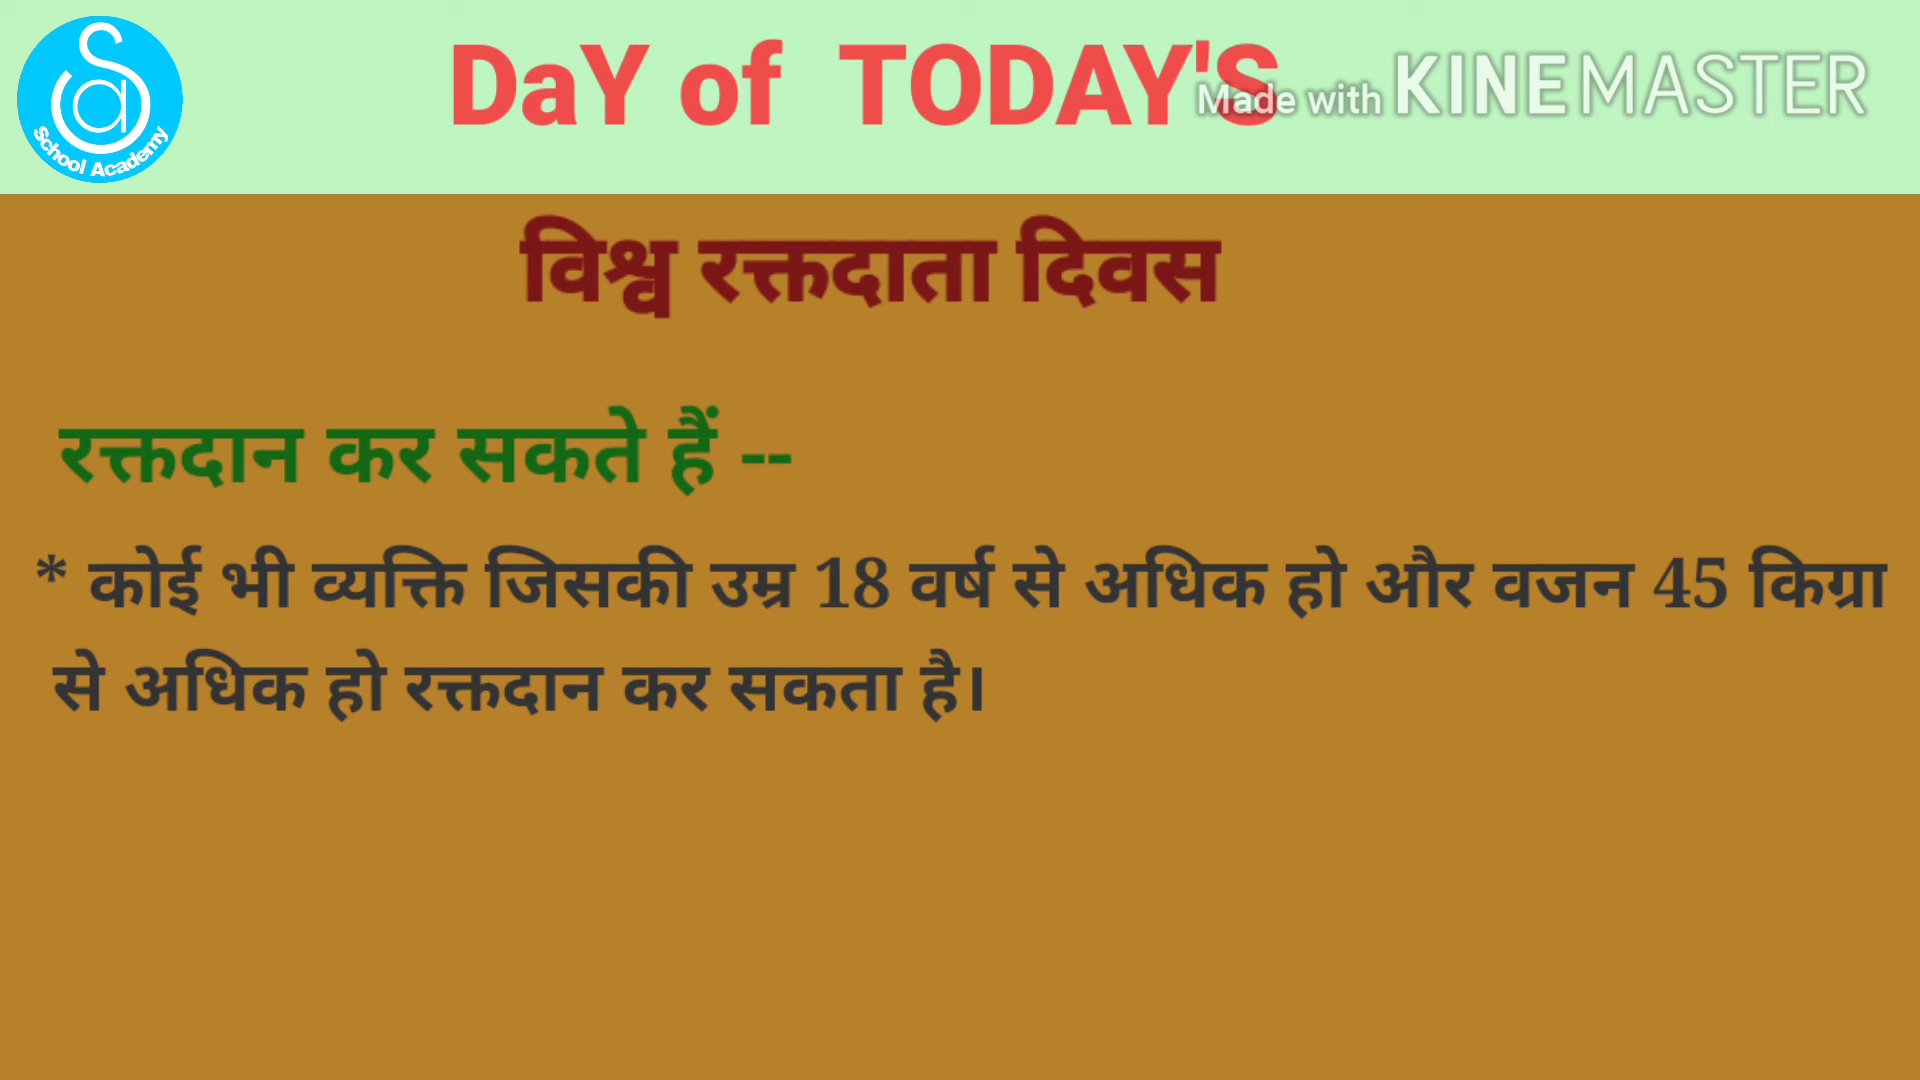 School Academy
DaY of TODAY'S
Made with KINEMASTER
विश्व रक्तदाता दिवस
रक्तदान कर सकते हैं --
* कोई भी व्यक्ति जिसकी उम्र 18 वर्ष से अधिक हो और वजन 45 किग्रा
से अधिक हो रक्तदान कर सकता है।